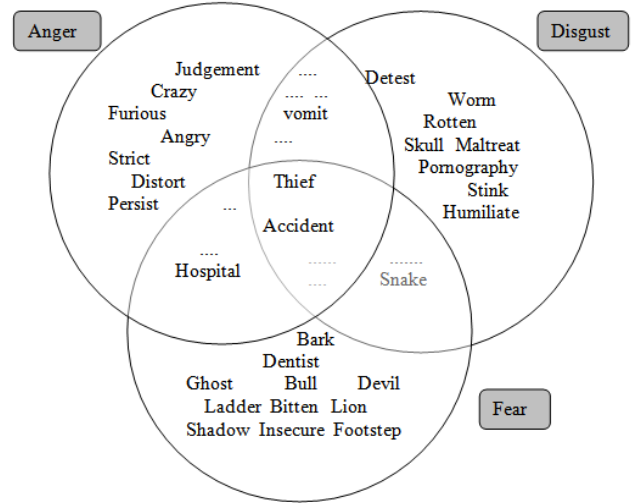 Anger
Disgust
Judgement ....
Detest
Crazy .... ...
Worm
Furious vomit
Rotten
Angry ....
Skull Maltreat
Strict
Pornography
Distort Thief
Stink
Persist ...
Humiliate
Accident
....
Hospital ...... .......
.... Snake
Bark
Dentist
Ghost Bull Devil
Ladder Bitten Lion
Fear
Shadow Insecure Footstep